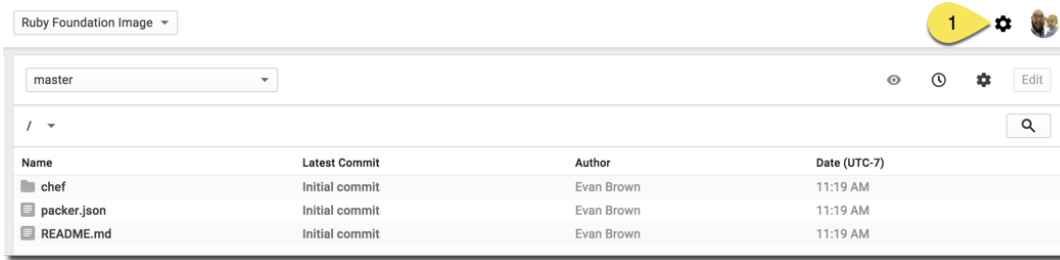 Ruby Foundation Image
1
master
Edit
/
Name Latest Commit Author Date (UTC-7)
chef Initial commit Evan Brown 11:19 AM
packer.json Initial commit Evan Brown 11:19 AM
README.md Initial commit Evan Brown 11:19 AM